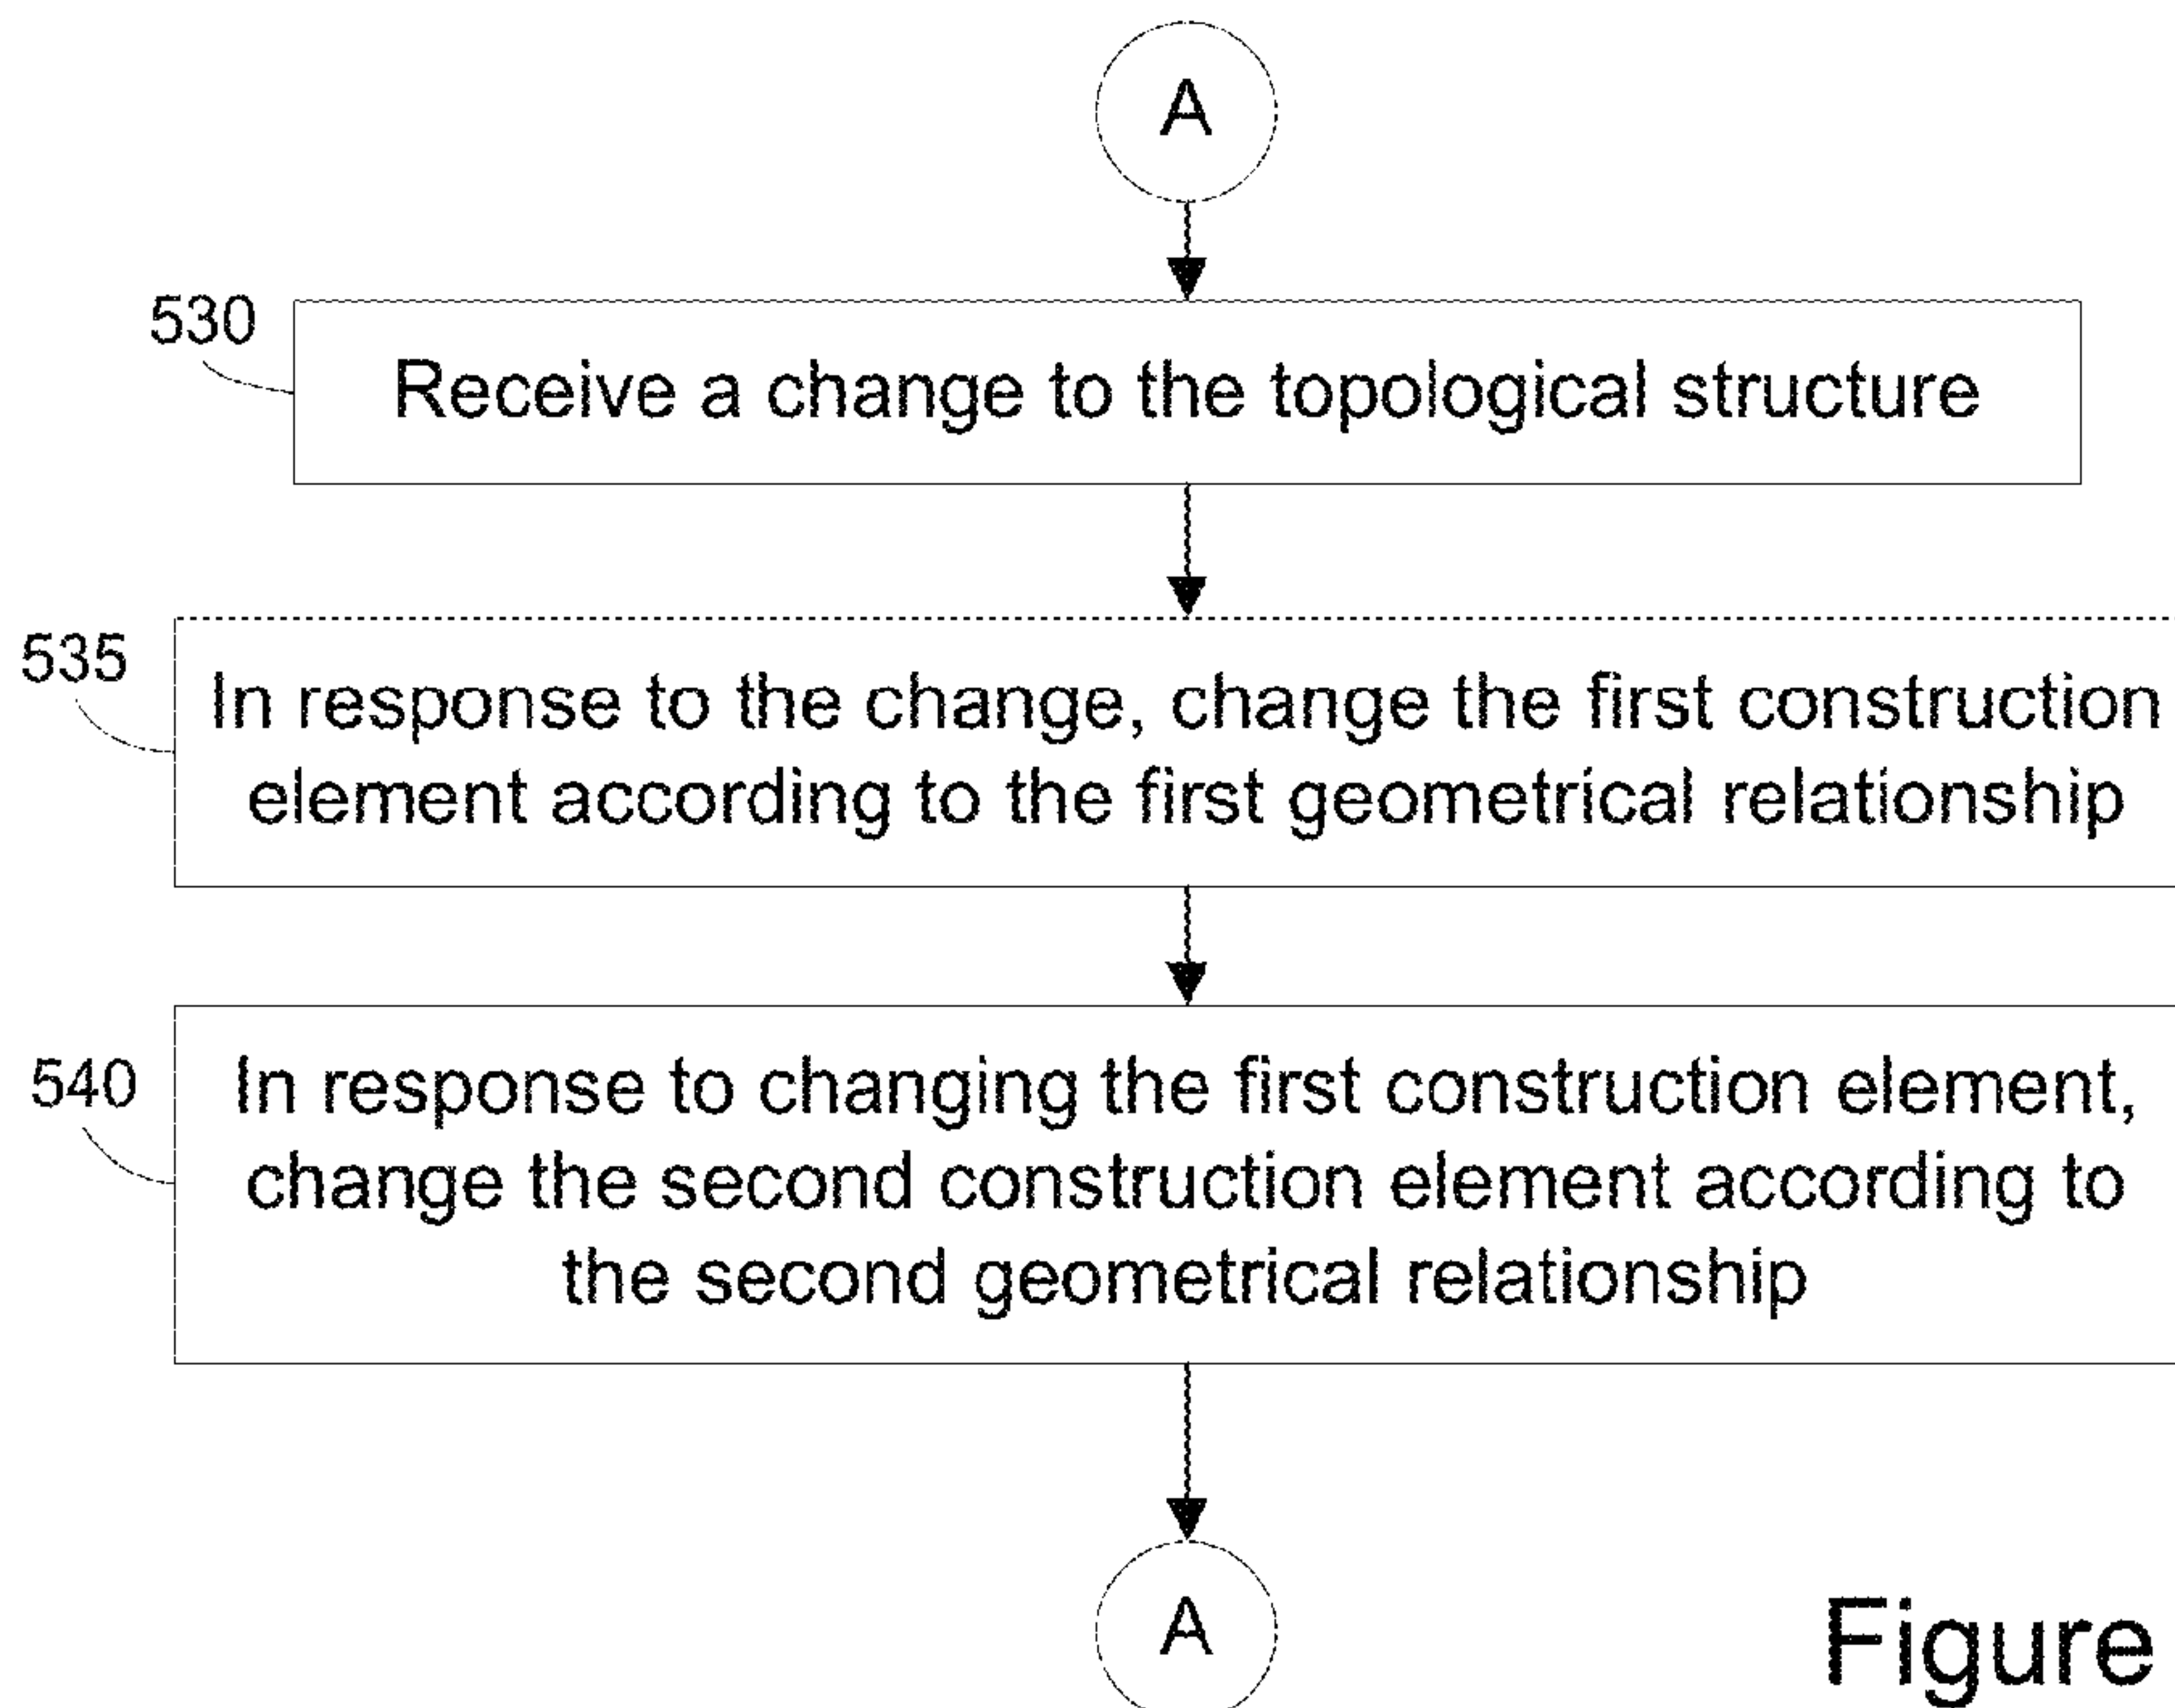 A
530
Receive a change to the topological structure
535
In response to the change, change the first construction
element according to the first geometrical relationship
540
In response to changing the first construction element,
change the second construction element according to
the second geometrical relationship
A
Figure